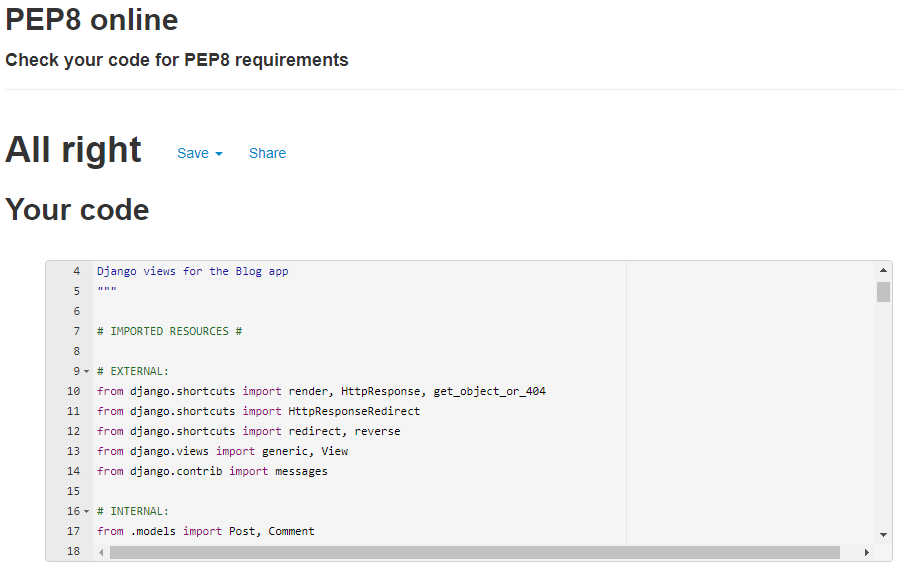 PEP8 online
Check your code for PEP8 requirements
All right Save Share
Your code
4 Django views for the Blog app
5 """
6
7 # IMPORTED RESOURCES #
8
9 # EXTERNAL:
10 from django.shortcuts import render, HttpResponse, get_object_or_404
11 from django.shortcuts import HttpResponseRedirect
12 from django.shortcuts import redirect, reverse
13 from django.views import generic, View
14 from django.contrib import messages
15
16 # INTERNAL:
17 from .models import Post, Comment
18